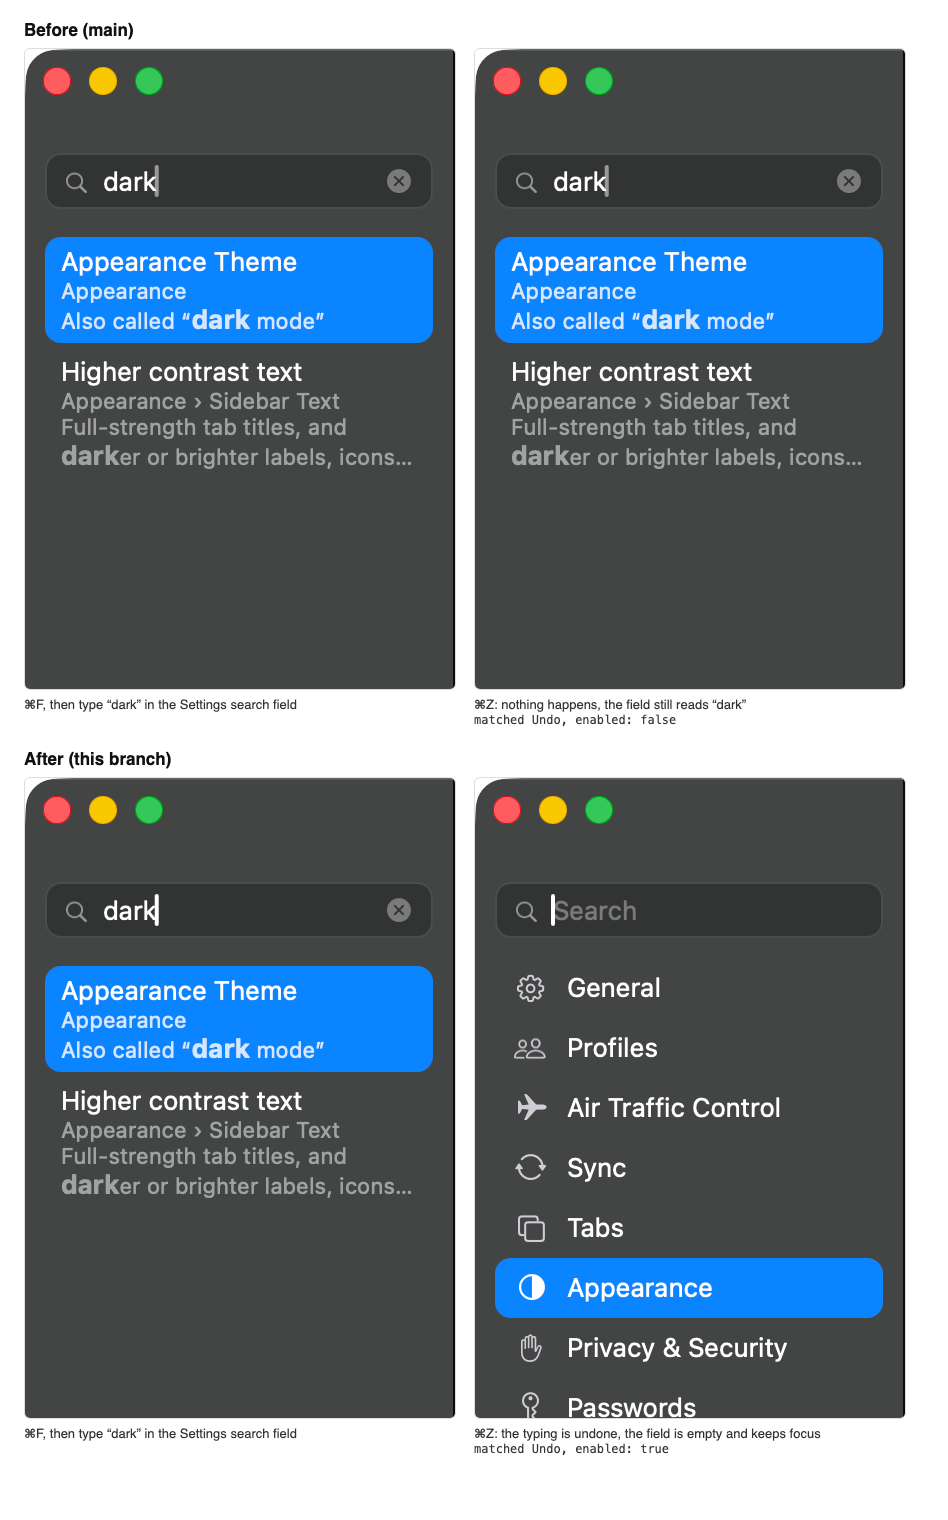 Before (main)
dark
Appearance Theme
Appearance
Also called “dark mode”
Higher contrast text
Appearance › Sidebar Text
Full-strength tab titles, and
darker or brighter labels, icons...
⌘F, then type “dark” in the Settings search field
dark
Appearance Theme
Appearance
Also called “dark mode”
Higher contrast text
Appearance › Sidebar Text
Full-strength tab titles, and
darker or brighter labels, icons...
⌘Z: nothing happens, the field still reads “dark”
matched Undo, enabled: false
After (this branch)
dark
Appearance Theme
Appearance
Also called “dark mode”
Higher contrast text
Appearance › Sidebar Text
Full-strength tab titles, and
darker or brighter labels, icons...
⌘F, then type “dark” in the Settings search field
Search
General
Profiles
Air Traffic Control
Sync
Tabs
Appearance
Privacy & Security
Passwords
⌘Z: the typing is undone, the field is empty and keeps focus
matched Undo, enabled: true